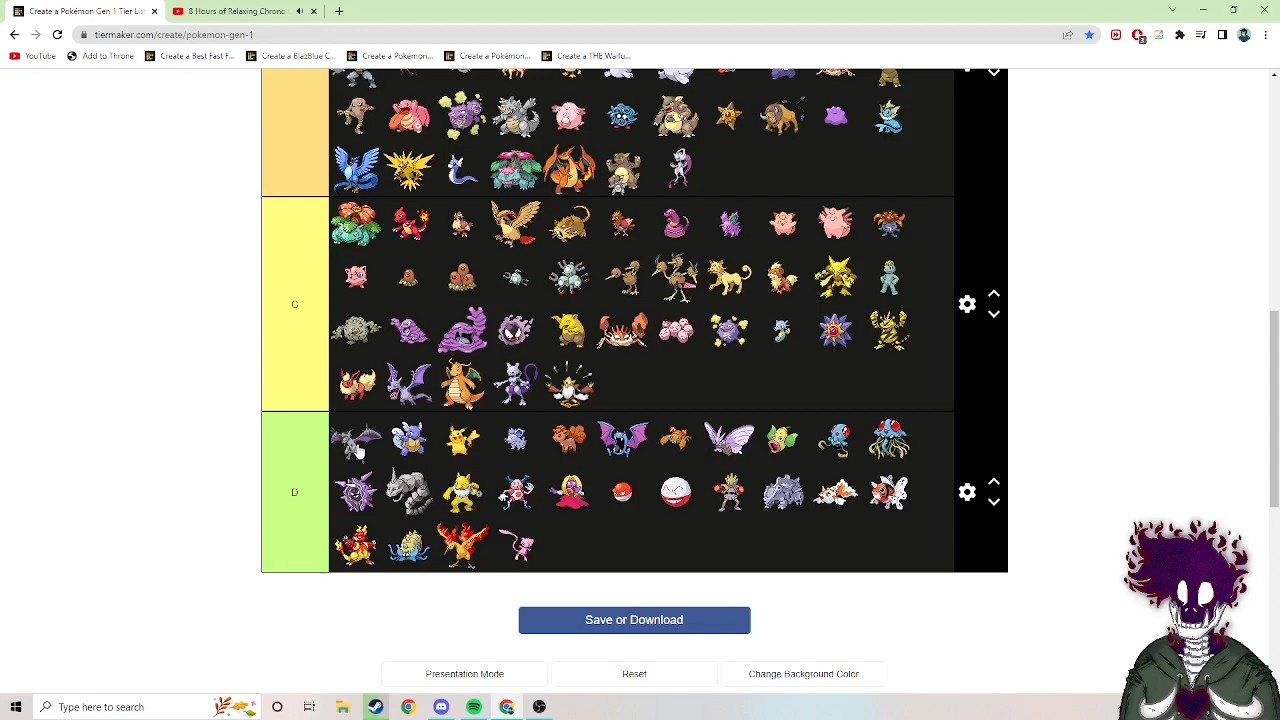 Create a Pokémon Gen 1 Tier List
8 Hours of Relaxing Chrono
tiermaker.com/create/pokemon-gen-1
YouTube
Add to Throne
Create a Best Fast F...
Create a BlazBlue C...
Create a Pokémon...
Create a Pokémon...
Create a THE Waifu...
C
D
Save or Download
Presentation Mode
Reset
Change Background Color
Type here to search